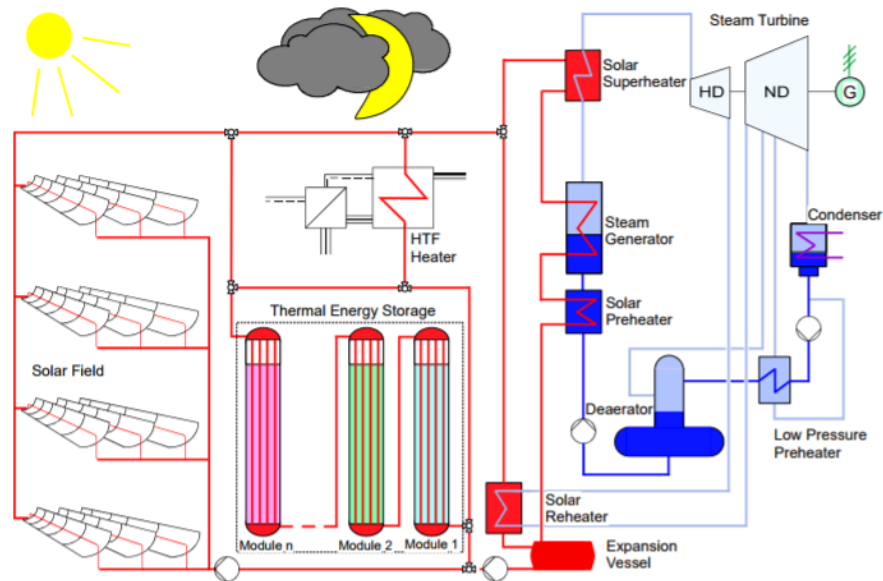 Steam Turbine
Solar
Superheater
HD
ND
G
HTF
Heater
Steam
Generator
Condenser
Solar
Preheater
Thermal Energy Storage
Solar Field
Deaerator
Low Pressure
Preheater
Module n
Module 2
Module 1
Solar
Reheater
Expansion
Vessel